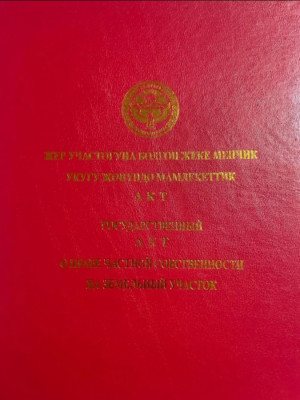 ЖЕР УЧАСТОГУНА БОЛГОН ЖЕКЕ МЕНЧИК
УКУГУ ЖӨНҮНДӨ МАМЛЕКЕТТИК
А К Т
ГОСУДАРСТВЕННЫЙ
А К Т
О ПРАВЕ ЧАСТНОЙ СОБСТВЕННОСТИ
НА ЗЕМЕЛЬНЫЙ УЧАСТОК